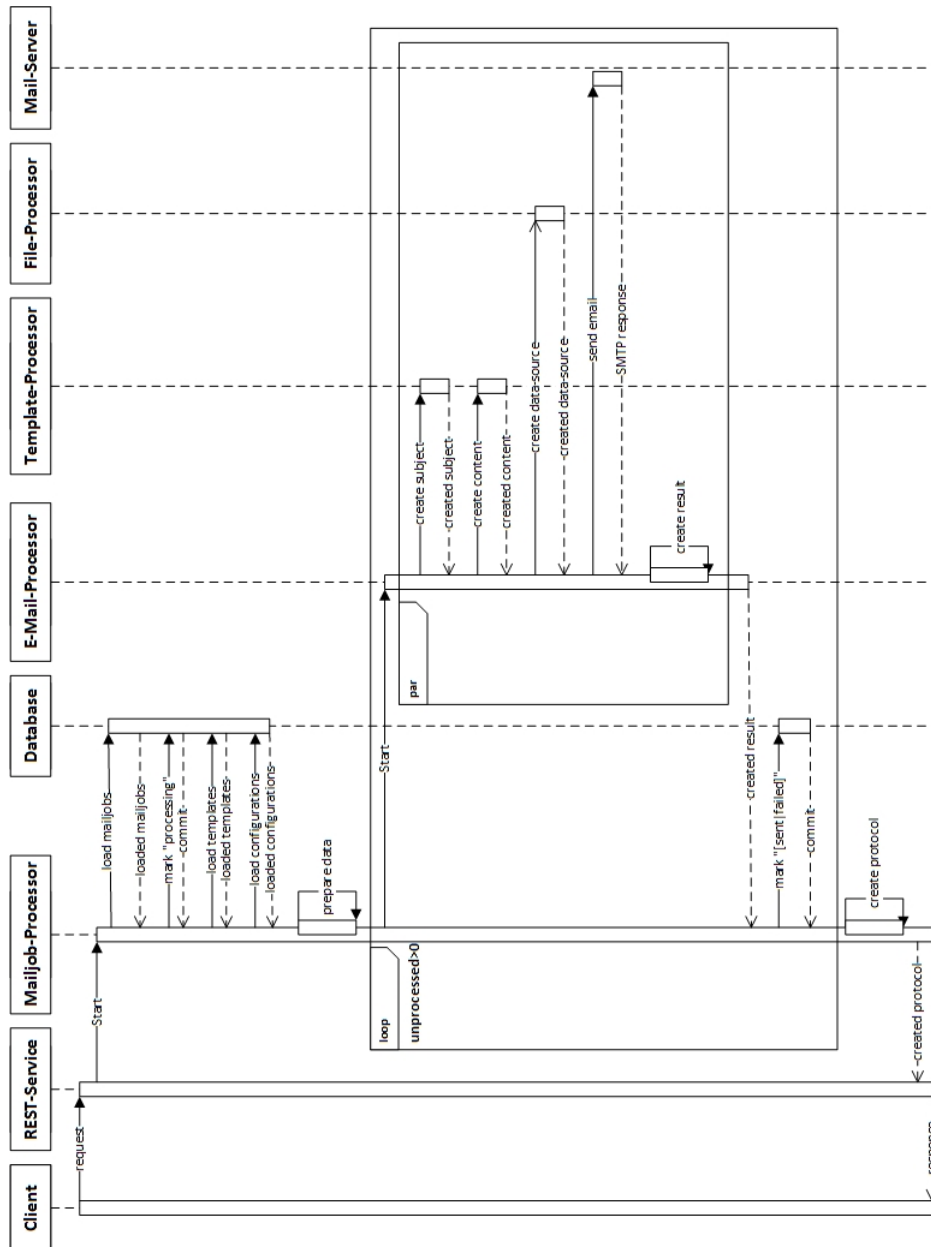 Client
REST-Service
Mailjob-Processor
Database
E-Mail-Processor
Template-Processor
File-Processor
Mail-Server
request
Start
load mailjobs
loaded mailjobs
mark "processing"
commit
load templates
loaded templates
load configurations
loaded configurations
prepare data
loop
unprocessed>0
Start
par
create subject
created subject
create content
created content
create data-source
created data-source
send email
SMTP response
create result
created result
mark "[sent|failed]"
commit
create protocol
created protocol